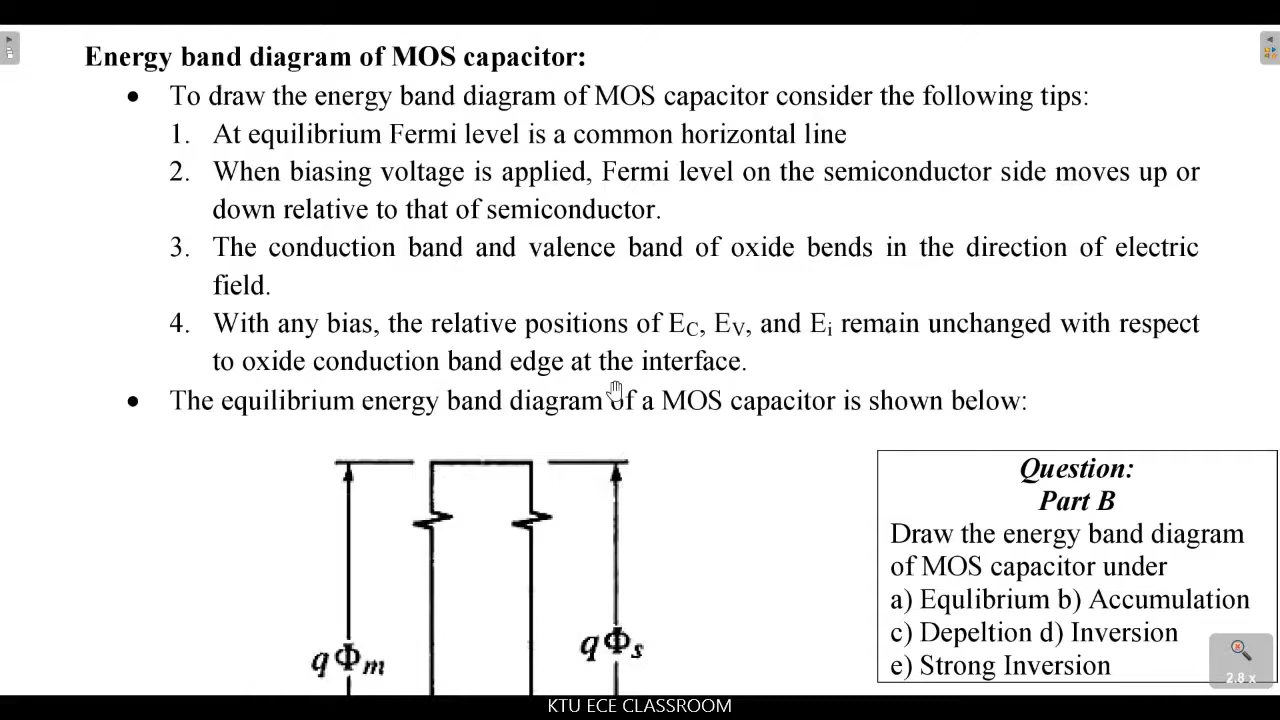 Energy band diagram of MOS capacitor:
• To draw the energy band diagram of MOS capacitor consider the following tips:
1. At equilibrium Fermi level is a common horizontal line
2. When biasing voltage is applied, Fermi level on the semiconductor side moves up or
down relative to that of semiconductor.
3. The conduction band and valence band of oxide bends in the direction of electric
field.
4. With any bias, the relative positions of EC, EV, and Ei remain unchanged with respect
to oxide conduction band edge at the interface.
• The equilibrium energy band diagram of a MOS capacitor is shown below:
qΦm
qΦs
Question:
Part B
Draw the energy band diagram
of MOS capacitor under
a) Equlibrium b) Accumulation
c) Depeltion d) Inversion
e) Strong Inversion
2.8 x
KTU ECE CLASSROOM